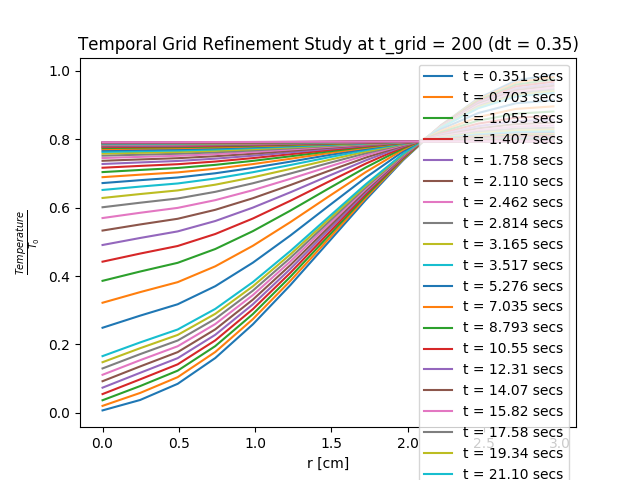 Temporal Grid Refinement Study at t_grid = 200 (dt = 0.35)
1.0
0.8
0.6
0.4
0.2
0.0
Temperature
T₀
0.0
0.5
1.0
1.5
2.0
2.5
3.0
r [cm]
t = 0.351 secs
t = 0.703 secs
t = 1.055 secs
t = 1.407 secs
t = 1.758 secs
t = 2.110 secs
t = 2.462 secs
t = 2.814 secs
t = 3.165 secs
t = 3.517 secs
t = 5.276 secs
t = 7.035 secs
t = 8.793 secs
t = 10.55 secs
t = 12.31 secs
t = 14.07 secs
t = 15.82 secs
t = 17.58 secs
t = 19.34 secs
t = 21.10 secs